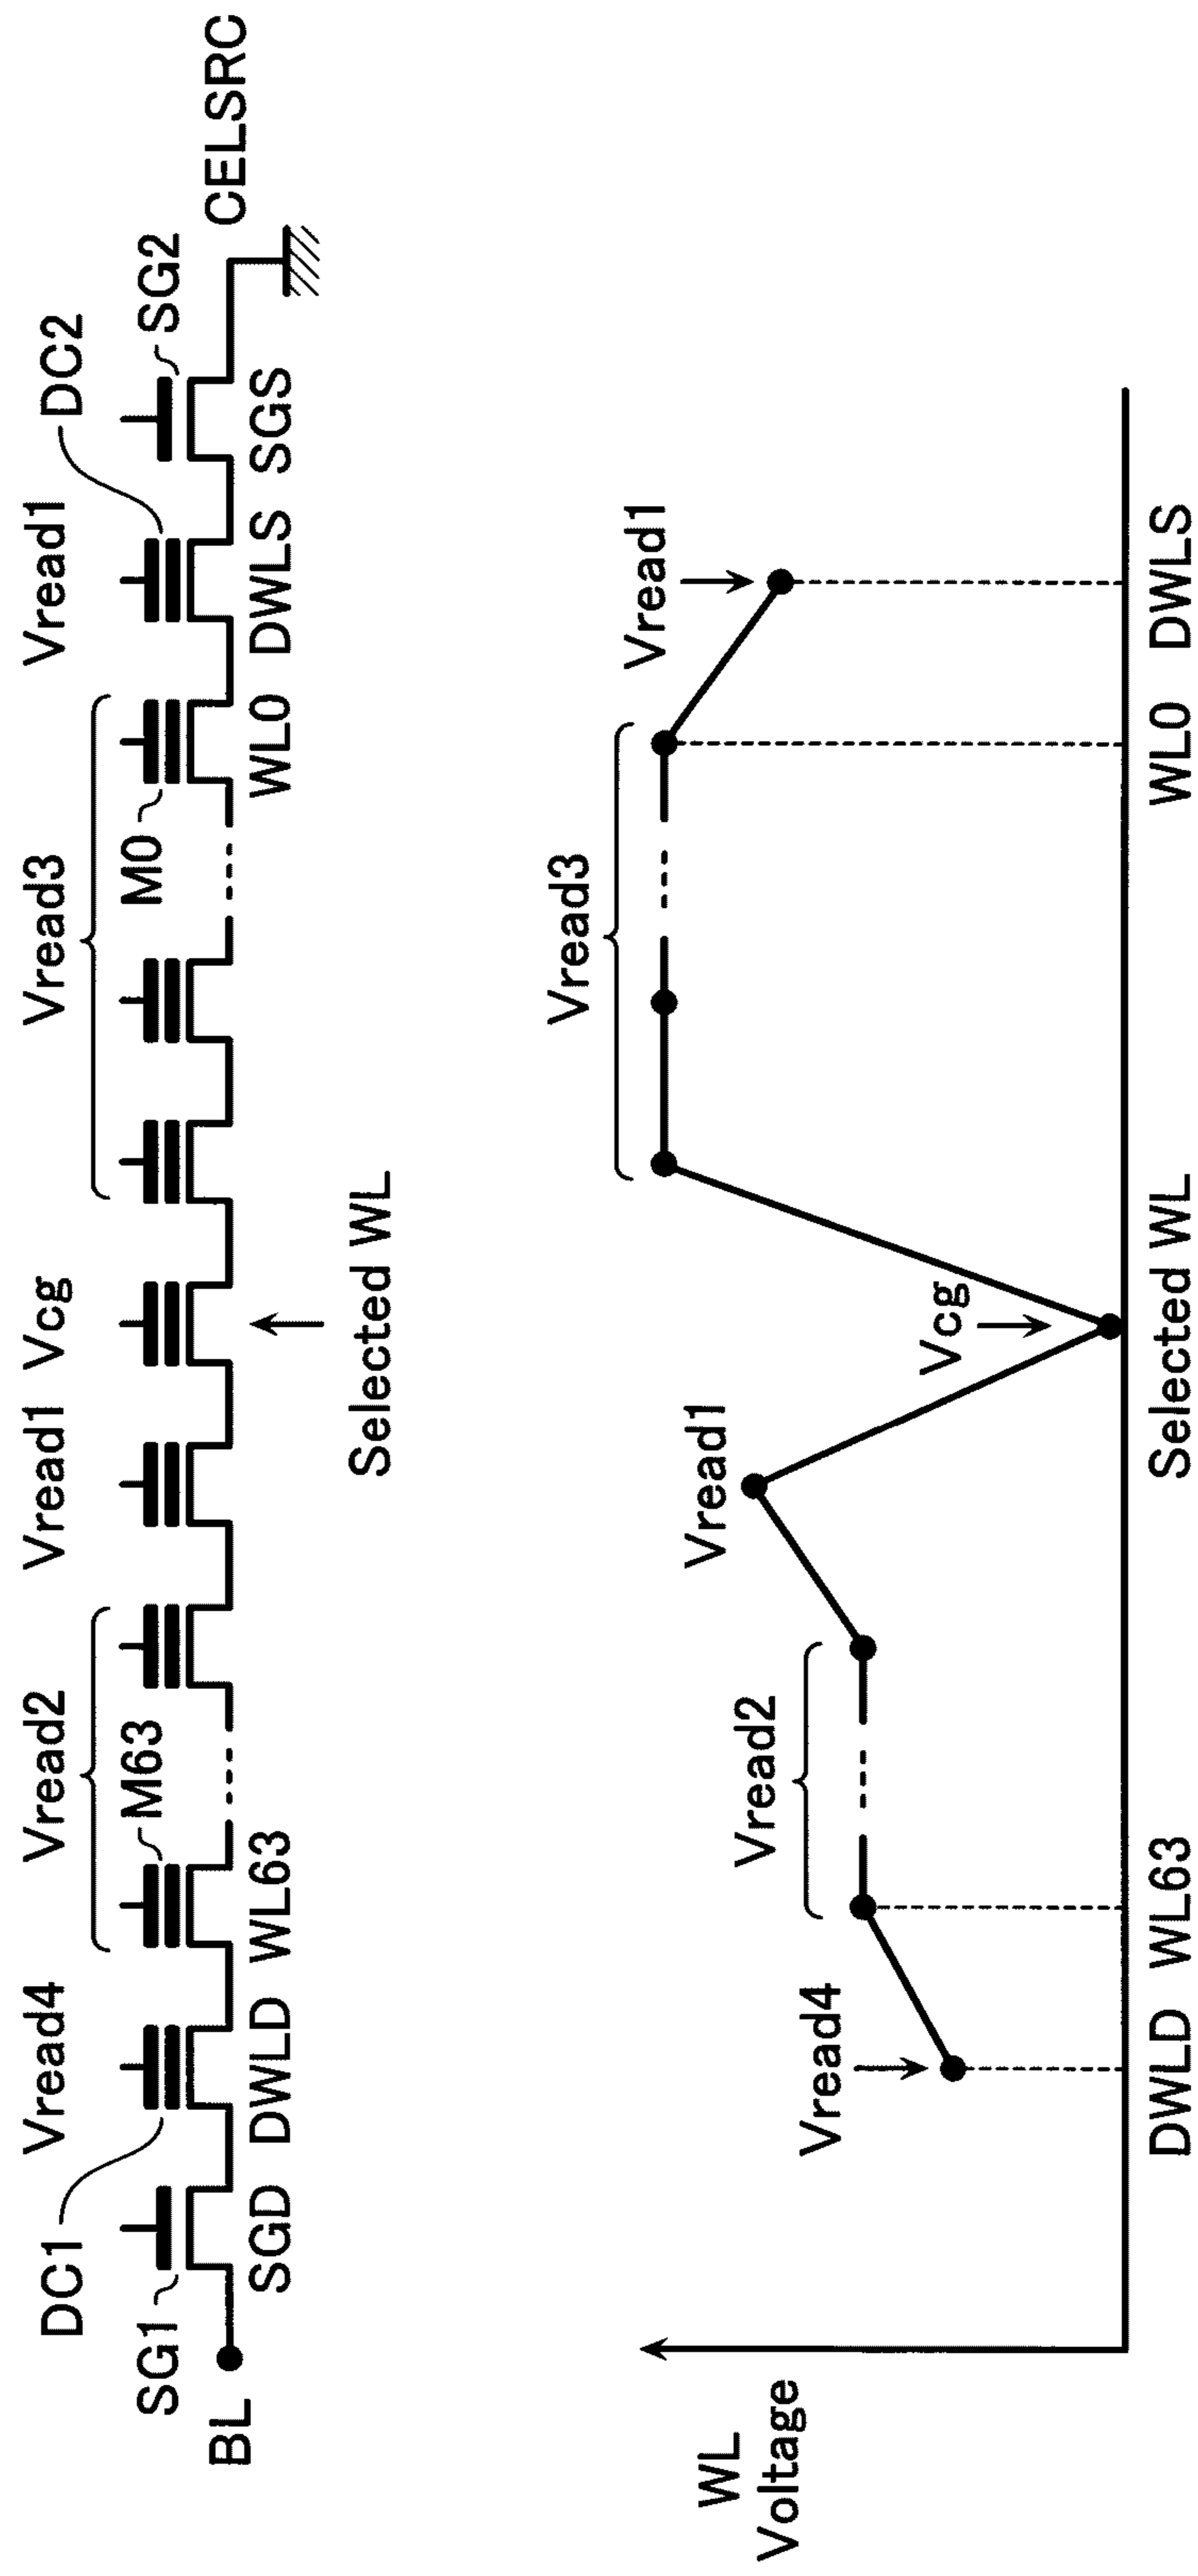 DC1
Vread4
Vread2
Vread1
Vcg
Vread3
Vread1
DC2
SG1
M63
M0
SG2
BL
SGD
DWLD
WL63
WL0
DWLS
SGS
CELSRC
Selected WL
WL
Voltage
Vread4
Vread2
Vread1
Vcg
Vread3
Vread1
DWLD
WL63
Selected WL
WL0
DWLS